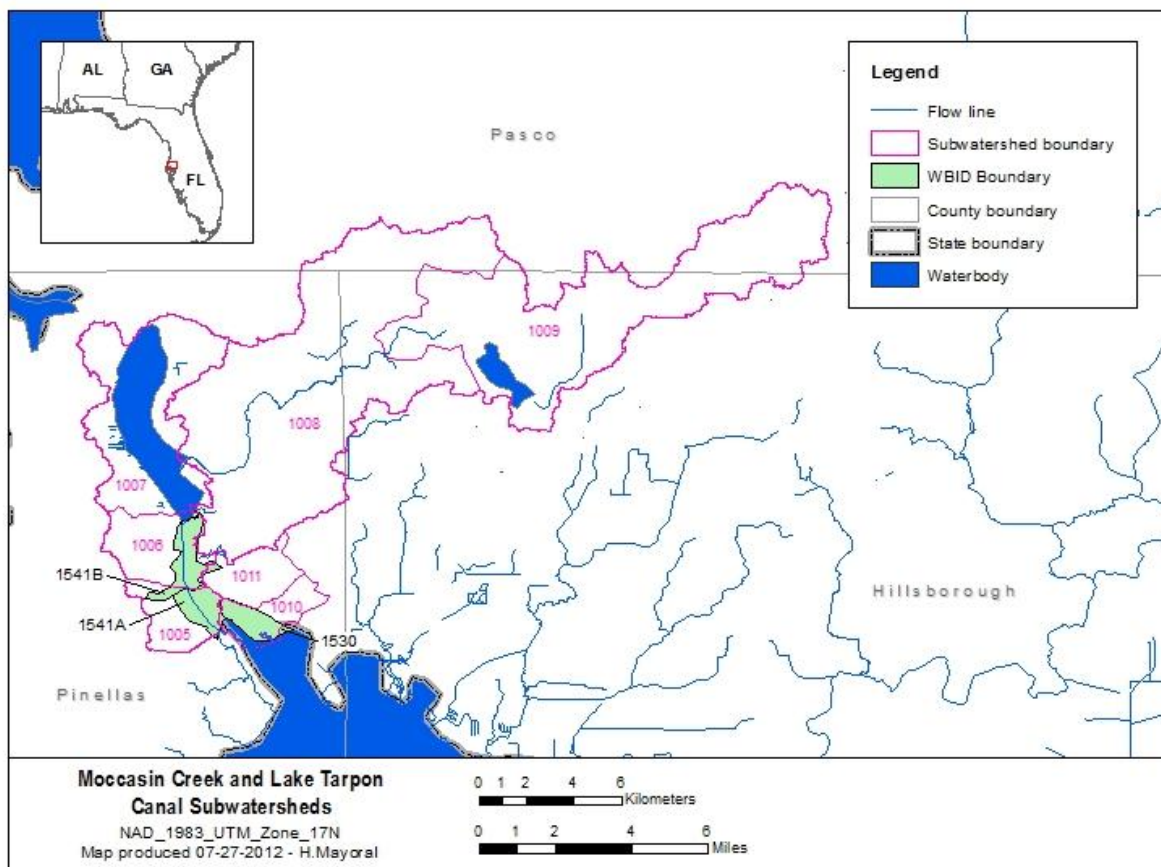 AL
GA
FL
Legend
Flow line
Subwatershed boundary
WBID Boundary
County boundary
State boundary
Waterbody
Pasco
1009
1008
1007
1006
1541B
1011
1010
1541A
1005
1530
Hillsborough
Pinellas
Moccasin Creek and Lake Tarpon
Canal Subwatersheds
NAD_1983_UTM_Zone_17N
Map produced 07-27-2012 - H.Mayoral
0 1 2 4 6
Kilometers
0 1 2 4 6
Miles